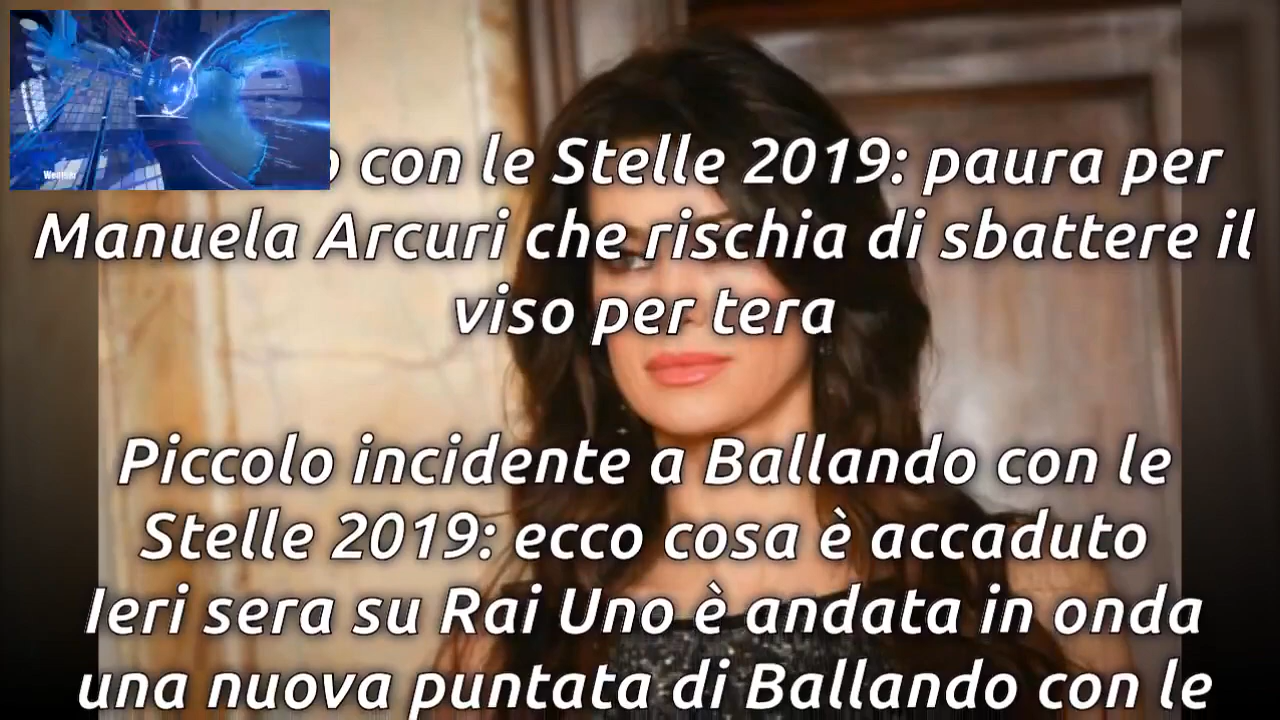 Weather
con le Stelle 2019: paura per
Manuela Arcuri che rischia di sbattere il
viso per tera
Piccolo incidente a Ballando con le
Stelle 2019: ecco cosa è accaduto
Ieri sera su Rai Uno è andata in onda
una nuova puntata di Ballando con le